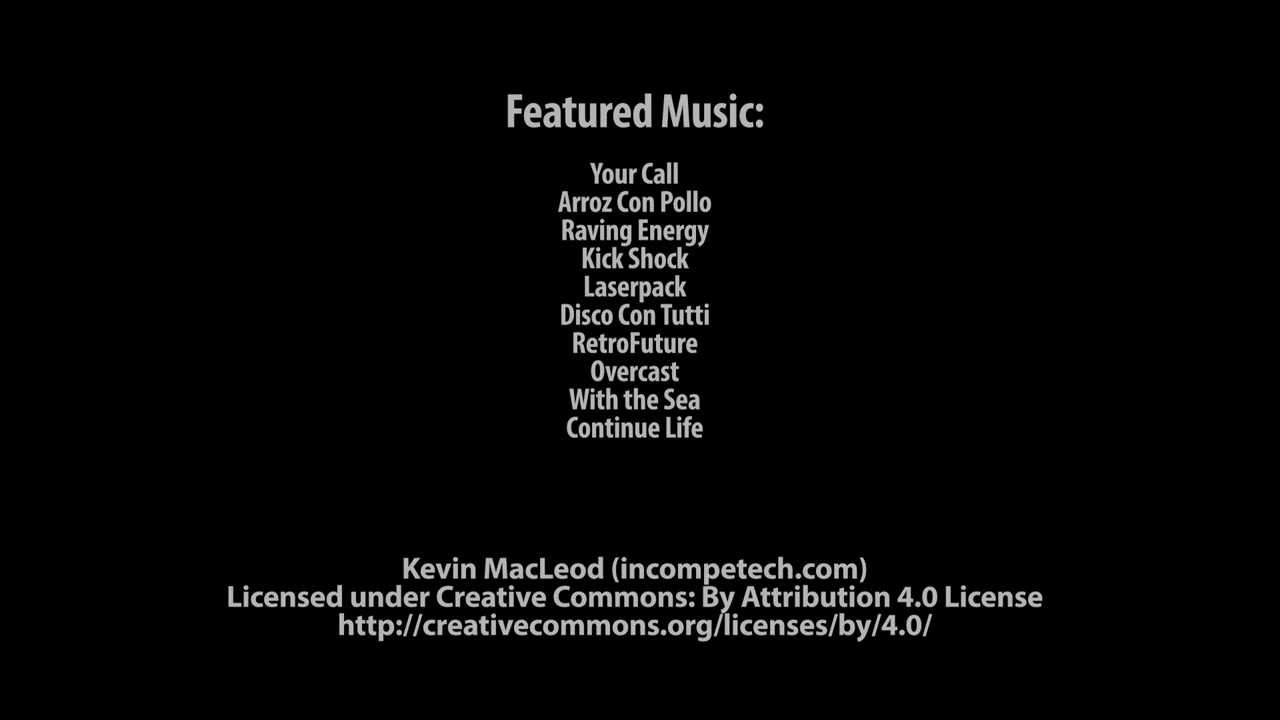 Featured Music:
Your Call
Arroz Con Pollo
Raving Energy
Kick Shock
Laserpack
Disco Con Tutti
RetroFuture
Overcast
With the Sea
Continue Life
Kevin MacLeod (incompetech.com)
Licensed under Creative Commons: By Attribution 4.0 License
http://creativecommons.org/licenses/by/4.0/